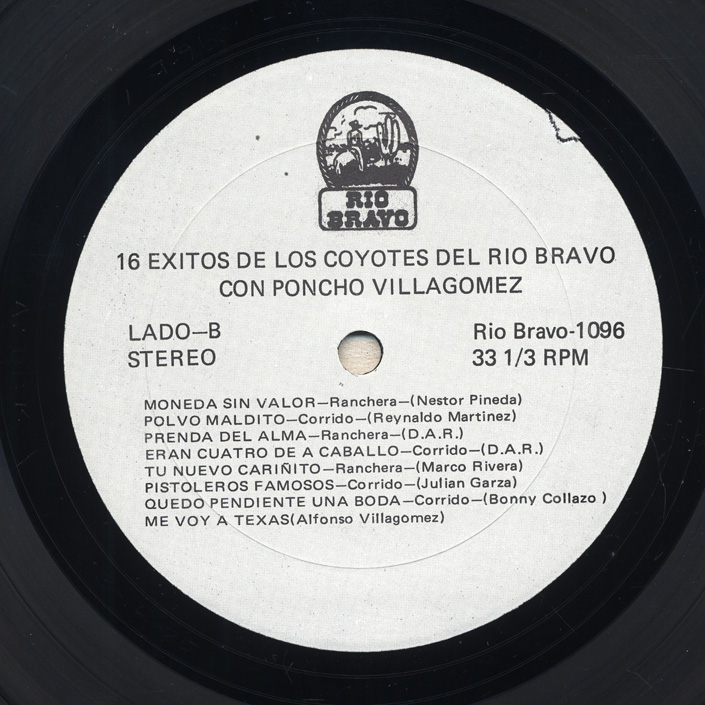 RIO
BRAVO
16 EXITOS DE LOS COYOTES DEL RIO BRAVO
CON PONCHO VILLAGOMEZ
LADO—B
STEREO
Rio Bravo-1096
33 1/3 RPM
MONEDA SIN VALOR—Ranchera—(Nestor Pineda)
POLVO MALDITO—Corrido—(Reynaldo Martinez)
PRENDA DEL ALMA—Ranchera—(D.A.R.)
ERAN CUATRO DE A CABALLO—Corrido—(D.A.R.)
TU NUEVO CARIÑITO—Ranchera—(Marco Rivera)
PISTOLEROS FAMOSOS—Corrido—(Julian Garza)
QUEDO PENDIENTE UNA BODA—Corrido—(Bonny Collazo )
ME VOY A TEXAS(Alfonso Villagomez)